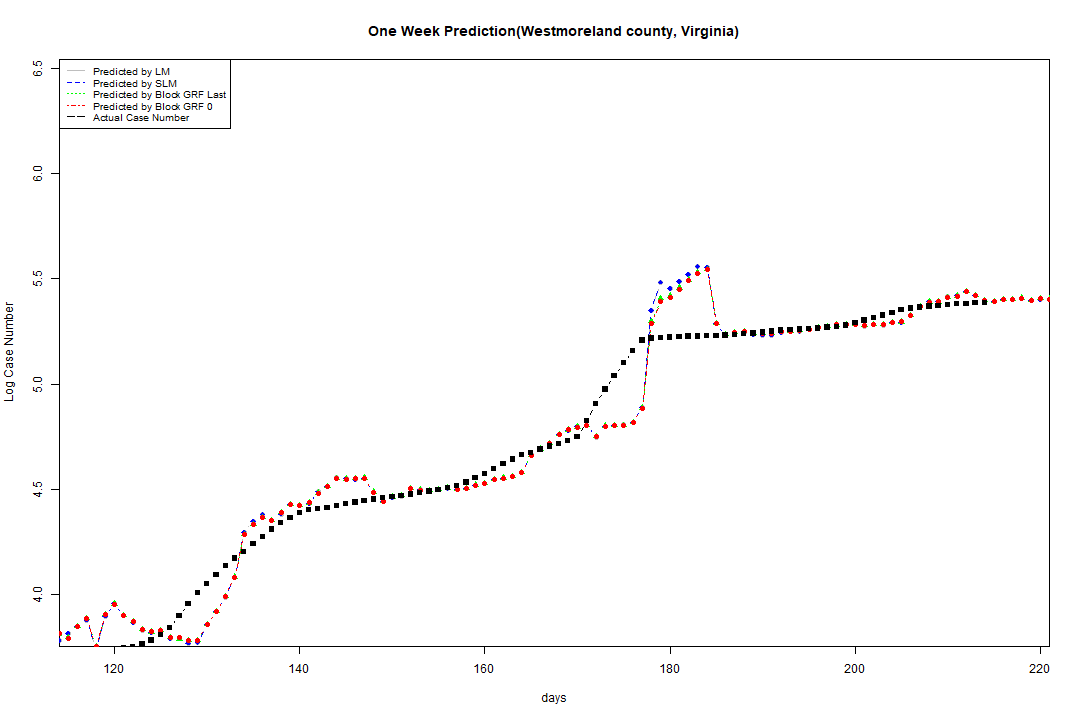 One Week Prediction(Westmoreland county, Virginia)
Predicted by LM
Predicted by SLM
Predicted by Block GRF Last
Predicted by Block GRF 0
Actual Case Number
6.5
6.0
5.5
5.0
4.5
4.0
Log Case Number
120 140 160 180 200 220
days